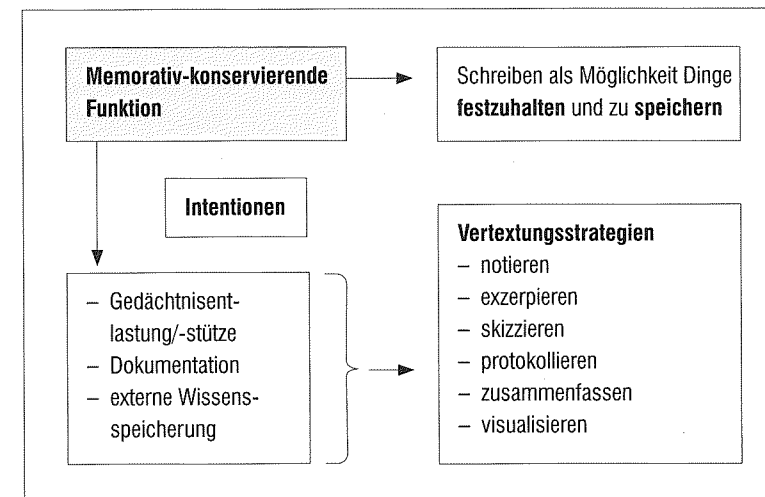 Memorativ-konservierende
Funktion
Schreiben als Möglichkeit Dinge
festzuhalten und zu speichern
Intentionen
– Gedächtnisent-
lastung/-stütze
– Dokumentation
– externe Wissens-
speicherung
Vertextungsstrategien
– notieren
– exzerpieren
– skizzieren
– protokollieren
– zusammenfassen
– visualisieren